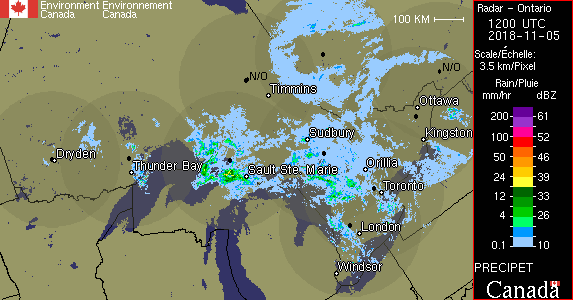 Environment Environnement
Canada Canada
100 KM
N/O
N/O
Timmins
Ottawa
Kingston
Sudbury
Dryden
Thunder Bay
Sault Ste. Marie
Orillia
Toronto
London
Windsor
Radar - Ontario
1200 UTC
2018-11-05
Scale/Échelle:
3.5 km/Pixel
Rain/Pluie
mm/hr dBZ
200 61
100 52
50 46
24 39
12 33
4 26
0.1 10
PRECIPET
Canada